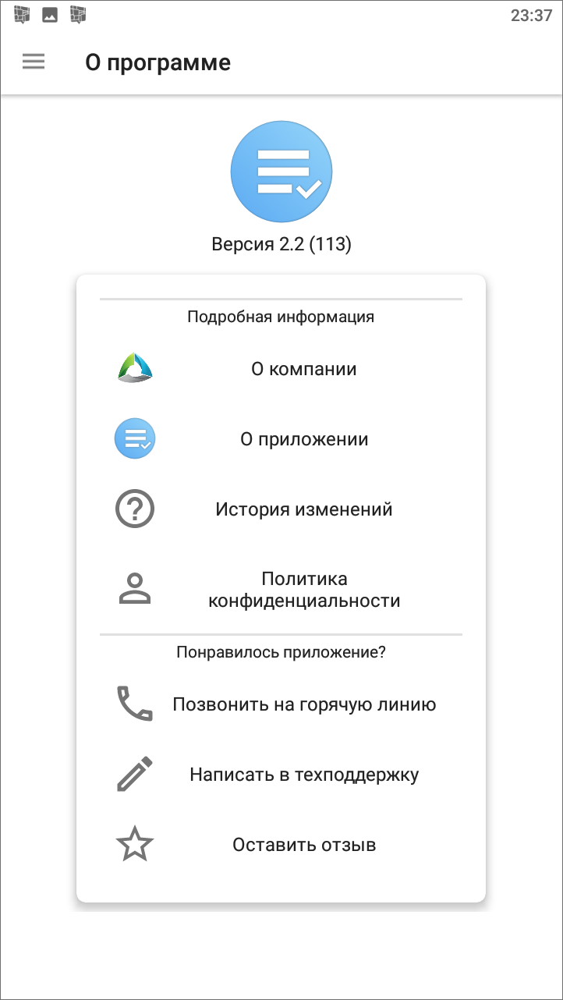 23:37
О программе
Версия 2.2 (113)
Подробная информация
О компании
О приложении
История изменений
Политика
конфиденциальности
Понравилось приложение?
Позвонить на горячую линию
Написать в техподдержку
Оставить отзыв